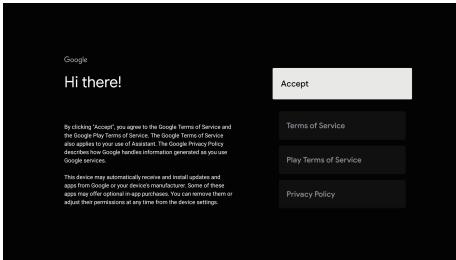 Google
Hi there!
By clicking "Accept", you agree to the Google Terms of Service and
the Google Play Terms of Service. The Google Terms of Service
also applies to your use of Assistant. The Google Privacy Policy
describes how Google handles information generated as you use
Google services.
This device may automatically receive and install updates and
apps from Google or your device's manufacturer. Some of these
apps may offer optional in-app purchases. You can remove them or
adjust their permissions at any time from the device settings.
Accept
Terms of Service
Play Terms of Service
Privacy Policy